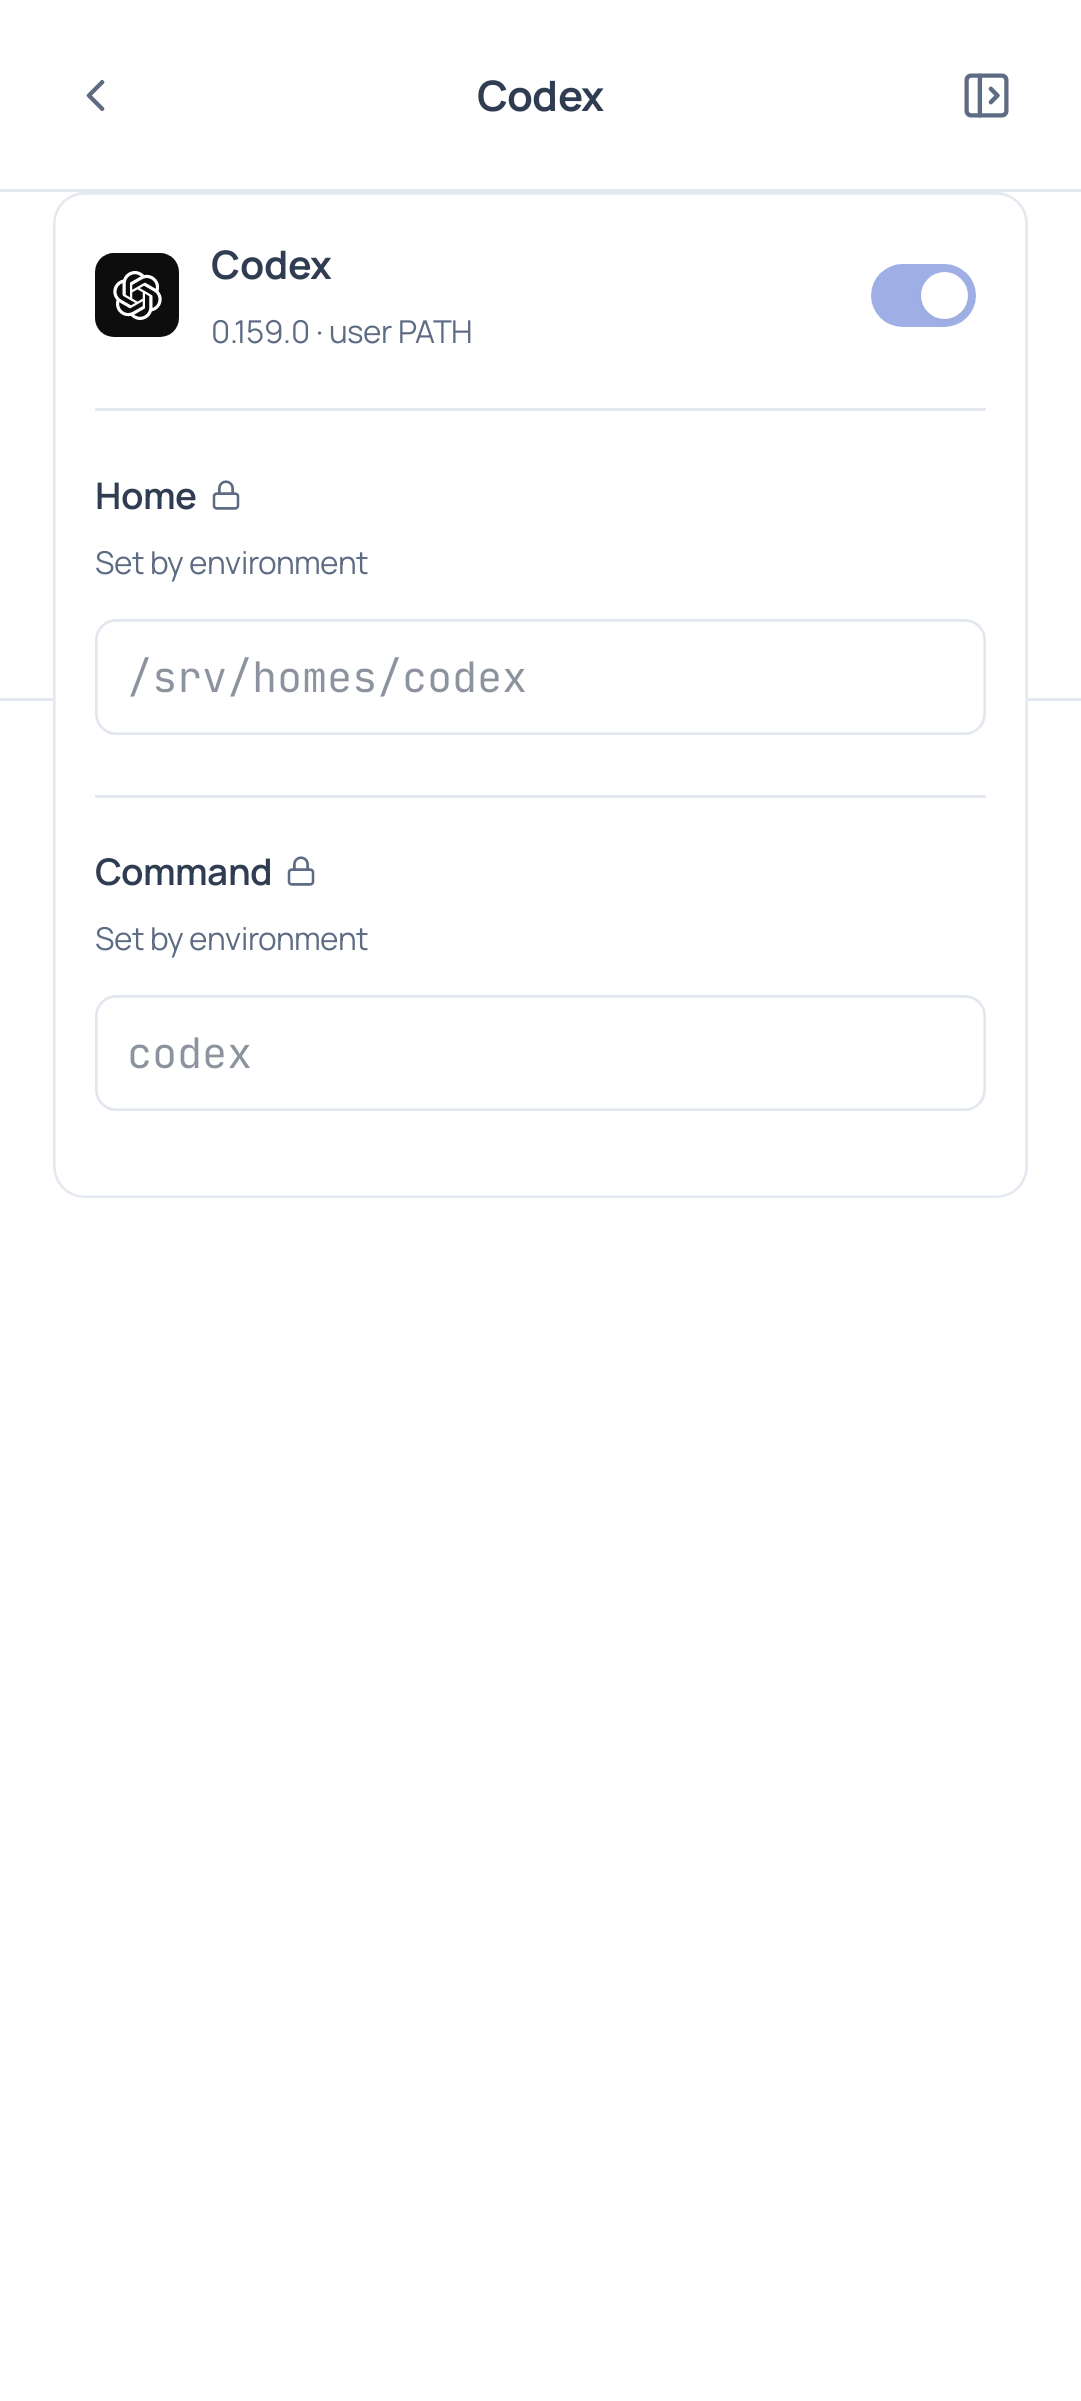 Codex
Codex
0.159.0 · user PATH
Home
Set by environment
/srv/homes/codex
Command
Set by environment
codex